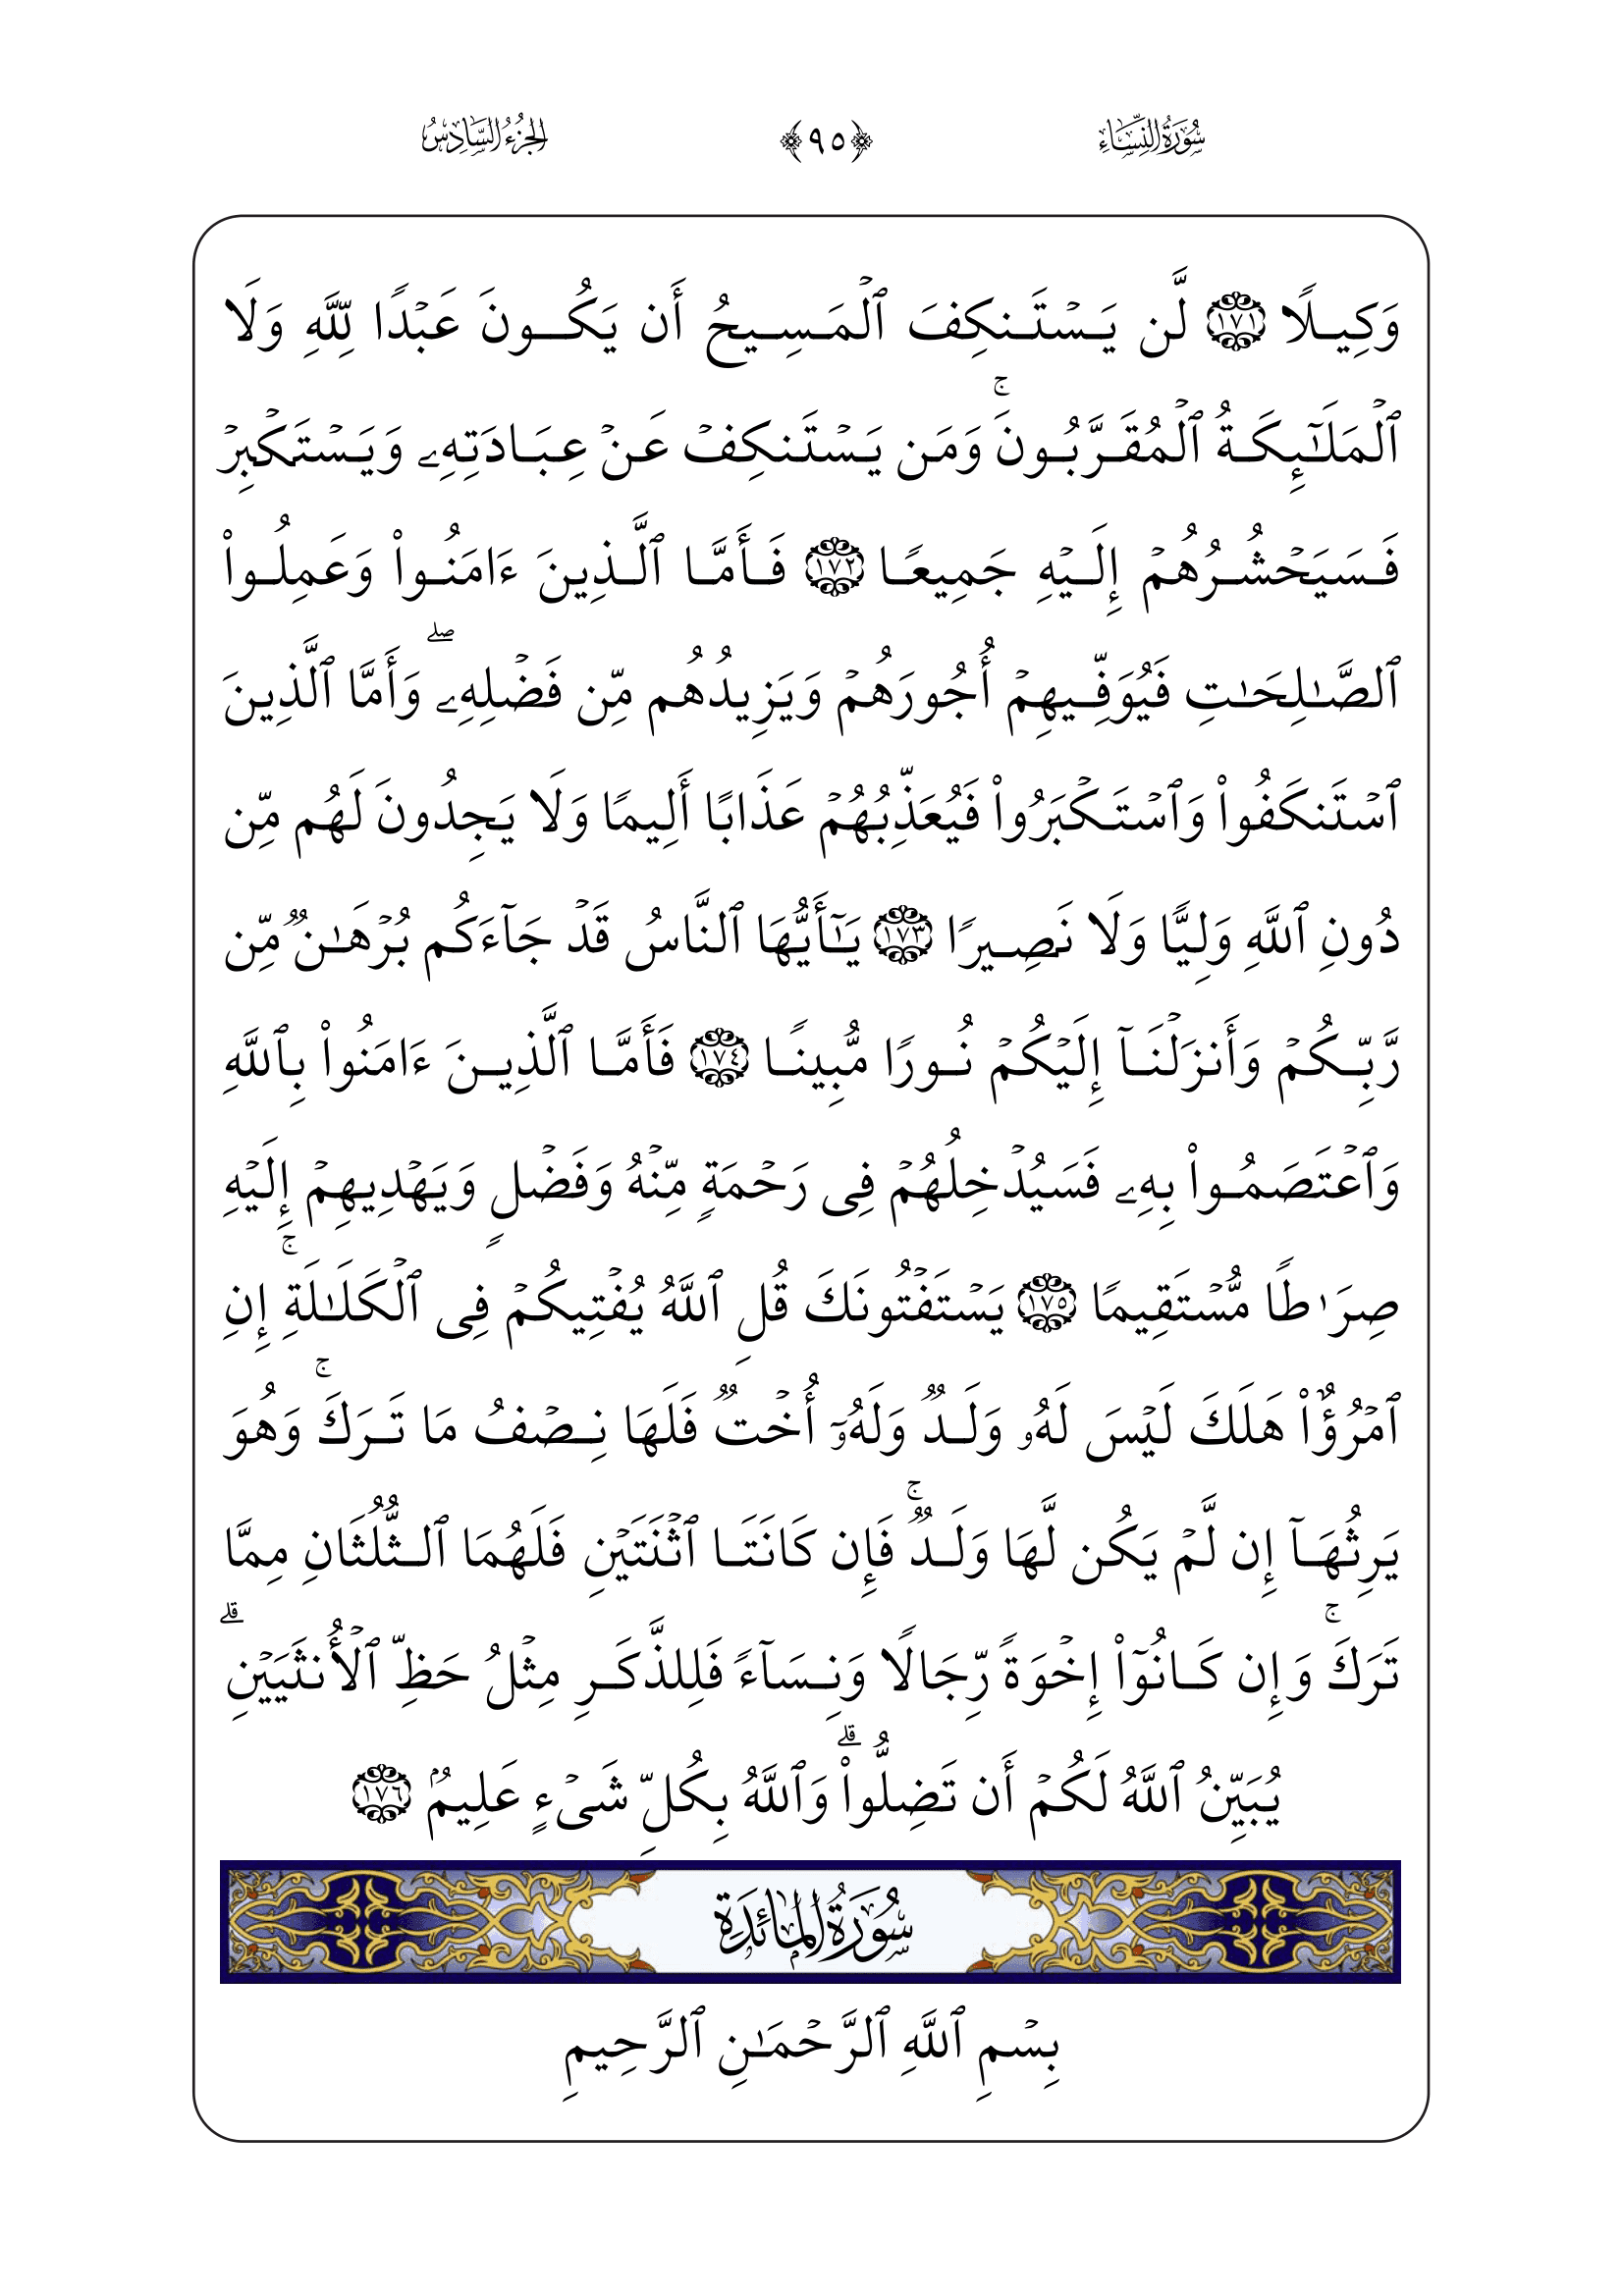 سُورَةُ النِّسَاءِ
﴿٩٥﴾
الجُزْءُ السَّادِسُ
وَكِيلًا ١٧١ لَّن يَسۡتَنكِفَ ٱلۡمَسِيحُ أَن يَكُونَ عَبۡدًا لِّلَّهِ وَلَا
ٱلۡمَلَـٰٓئِكَةُ ٱلۡمُقَرَّبُونَۚ وَمَن يَسۡتَنكِفۡ عَنۡ عِبَادَتِهِۦ وَيَسۡتَكۡبِرۡ
فَسَيَحۡشُرُهُمۡ إِلَيۡهِ جَمِيعًا ١٧٢ فَأَمَّا ٱلَّذِينَ ءَامَنُوا۟ وَعَمِلُوا۟
ٱلصَّـٰلِحَـٰتِ فَيُوَفِّيهِمۡ أُجُورَهُمۡ وَيَزِيدُهُم مِّن فَضۡلِهِۦۖ وَأَمَّا ٱلَّذِينَ
ٱسۡتَنكَفُوا۟ وَٱسۡتَكۡبَرُوا۟ فَيُعَذِّبُهُمۡ عَذَابًا أَلِيمًا وَلَا يَجِدُونَ لَهُم مِّن
دُونِ ٱللَّهِ وَلِيًّا وَلَا نَصِيرًا ١٧٣ يَـٰٓأَيُّهَا ٱلنَّاسُ قَدۡ جَآءَكُم بُرۡهَـٰنٌ مِّن
رَّبِّكُمۡ وَأَنزَلۡنَآ إِلَيۡكُمۡ نُورًا مُّبِينًا ١٧٤ فَأَمَّا ٱلَّذِينَ ءَامَنُوا۟ بِٱللَّهِ
وَٱعۡتَصَمُوا۟ بِهِۦ فَسَيُدۡخِلُهُمۡ فِى رَحۡمَةٍ مِّنۡهُ وَفَضۡلٍ وَيَهۡدِيهِمۡ إِلَيۡهِ
صِرَٰطًا مُّسۡتَقِيمًا ١٧٥ يَسۡتَفۡتُونَكَ قُلِ ٱللَّهُ يُفۡتِيكُمۡ فِى ٱلۡكَلَـٰلَةِۚ إِنِ
ٱمۡرُؤٌا۟ هَلَكَ لَيۡسَ لَهُۥ وَلَدٌ وَلَهُۥٓ أُخۡتٌ فَلَهَا نِصۡفُ مَا تَرَكَۚ وَهُوَ
يَرِثُهَآ إِن لَّمۡ يَكُن لَّهَا وَلَدٌۚ فَإِن كَانَتَا ٱثۡنَتَيۡنِ فَلَهُمَا ٱلثُّلُثَانِ مِمَّا
تَرَكَۚ وَإِن كَانُوٓا۟ إِخۡوَةً رِّجَالًا وَنِسَآءً فَلِلذَّكَرِ مِثۡلُ حَظِّ ٱلۡأُنثَيَيۡنِۗ
يُبَيِّنُ ٱللَّهُ لَكُمۡ أَن تَضِلُّوا۟ۗ وَٱللَّهُ بِكُلِّ شَىۡءٍ عَلِيمٌۢ ١٧٦
سُورَةُ المَائِدَةِ
بِسۡمِ ٱللَّهِ ٱلرَّحۡمَـٰنِ ٱلرَّحِيمِ